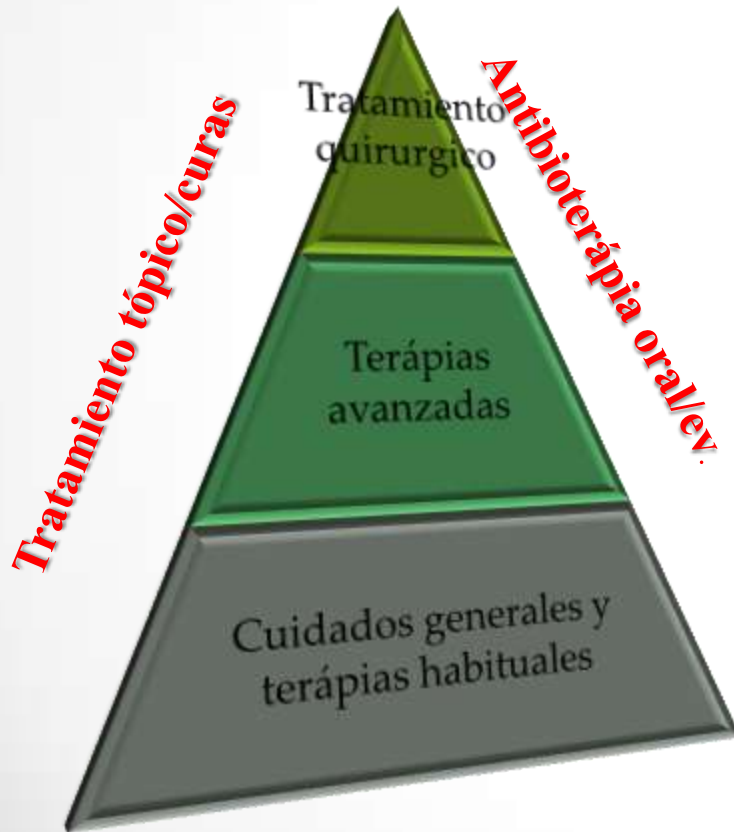 Tratamiento tópico/curas
Antibioterápia oral/ev.
Tratamiento
quirurgico
Terápias
avanzadas
Cuidados generales y
terápias habituales